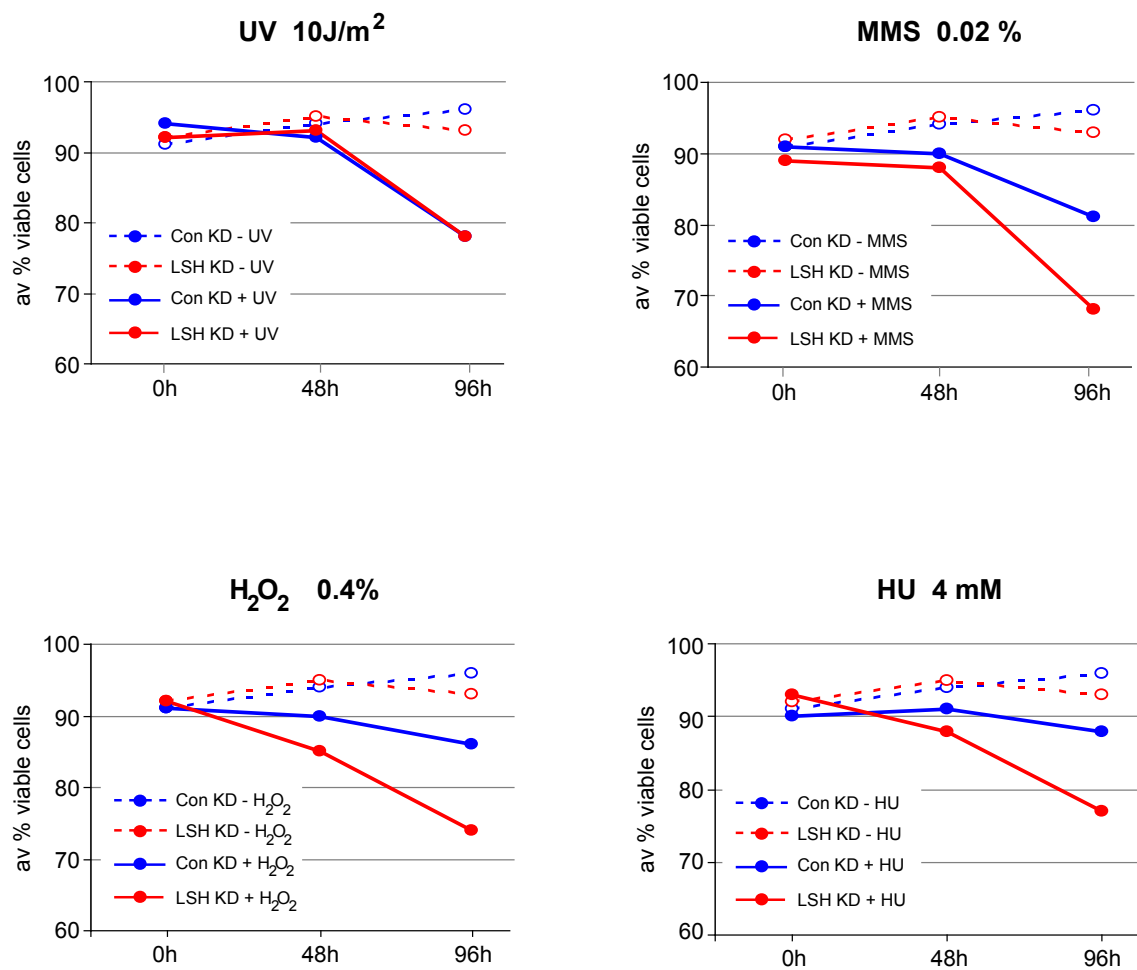 UV 10J/m²
av % viable cells
100
90
80
70
60
Con KD - UV
LSH KD - UV
Con KD + UV
LSH KD + UV
0h 48h 96h
MMS 0.02 %
av % viable cells
100
90
80
70
60
Con KD - MMS
LSH KD - MMS
Con KD + MMS
LSH KD + MMS
0h 48h 96h
H₂O₂ 0.4%
av % viable cells
100
90
80
70
60
Con KD - H₂O₂
LSH KD - H₂O₂
Con KD + H₂O₂
LSH KD + H₂O₂
0h 48h 96h
HU 4 mM
av % viable cells
100
90
80
70
60
Con KD - HU
LSH KD - HU
Con KD + HU
LSH KD + HU
0h 48h 96h